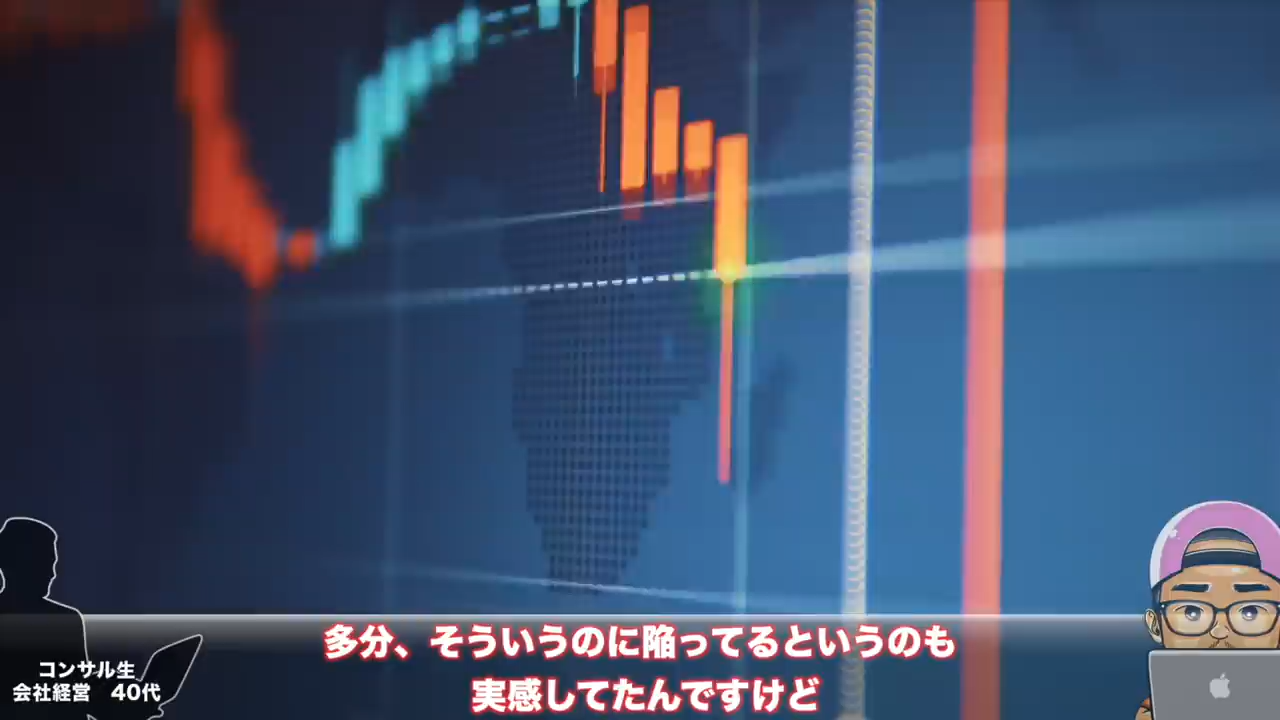 多分、そういうのに陥ってるというのも
実感してたんですけど
コンサル生
会社経営 40代